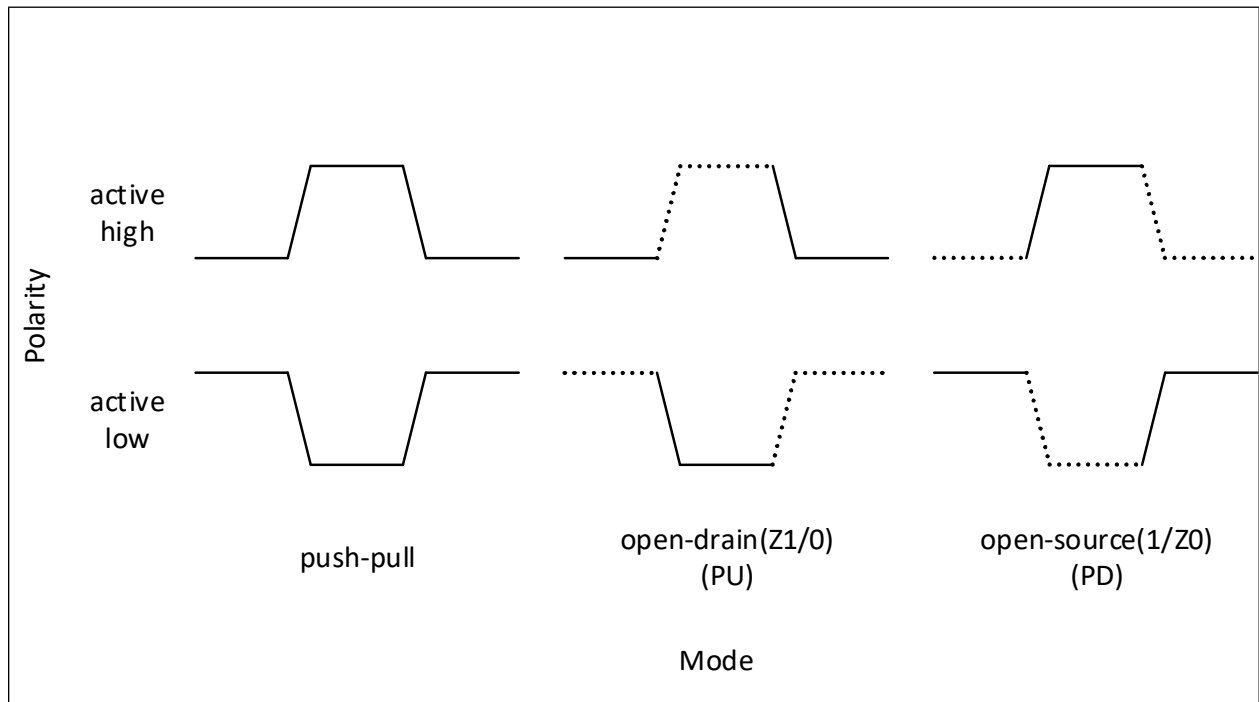 active
high
Polarity
active
low
push-pull
open-drain(Z1/0)
(PU)
open-source(1/Z0)
(PD)
Mode